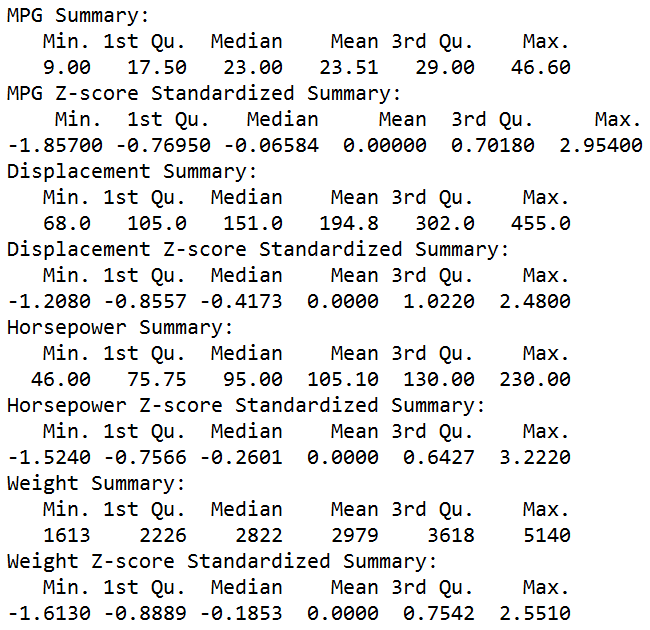 MPG Summary:
Min. 1st Qu. Median Mean 3rd Qu. Max.
9.00 17.50 23.00 23.51 29.00 46.60
MPG Z-score Standardized Summary:
Min. 1st Qu. Median Mean 3rd Qu. Max.
-1.85700 -0.76950 -0.06584 0.00000 0.70180 2.95400
Displacement Summary:
Min. 1st Qu. Median Mean 3rd Qu. Max.
68.0 105.0 151.0 194.8 302.0 455.0
Displacement Z-score Standardized Summary:
Min. 1st Qu. Median Mean 3rd Qu. Max.
-1.2080 -0.8557 -0.4173 0.0000 1.0220 2.4800
Horsepower Summary:
Min. 1st Qu. Median Mean 3rd Qu. Max.
46.00 75.75 95.00 105.10 130.00 230.00
Horsepower Z-score Standardized Summary:
Min. 1st Qu. Median Mean 3rd Qu. Max.
-1.5240 -0.7566 -0.2601 0.0000 0.6427 3.2220
Weight Summary:
Min. 1st Qu. Median Mean 3rd Qu. Max.
1613 2226 2822 2979 3618 5140
Weight Z-score Standardized Summary:
Min. 1st Qu. Median Mean 3rd Qu. Max.
-1.6130 -0.8889 -0.1853 0.0000 0.7542 2.5510